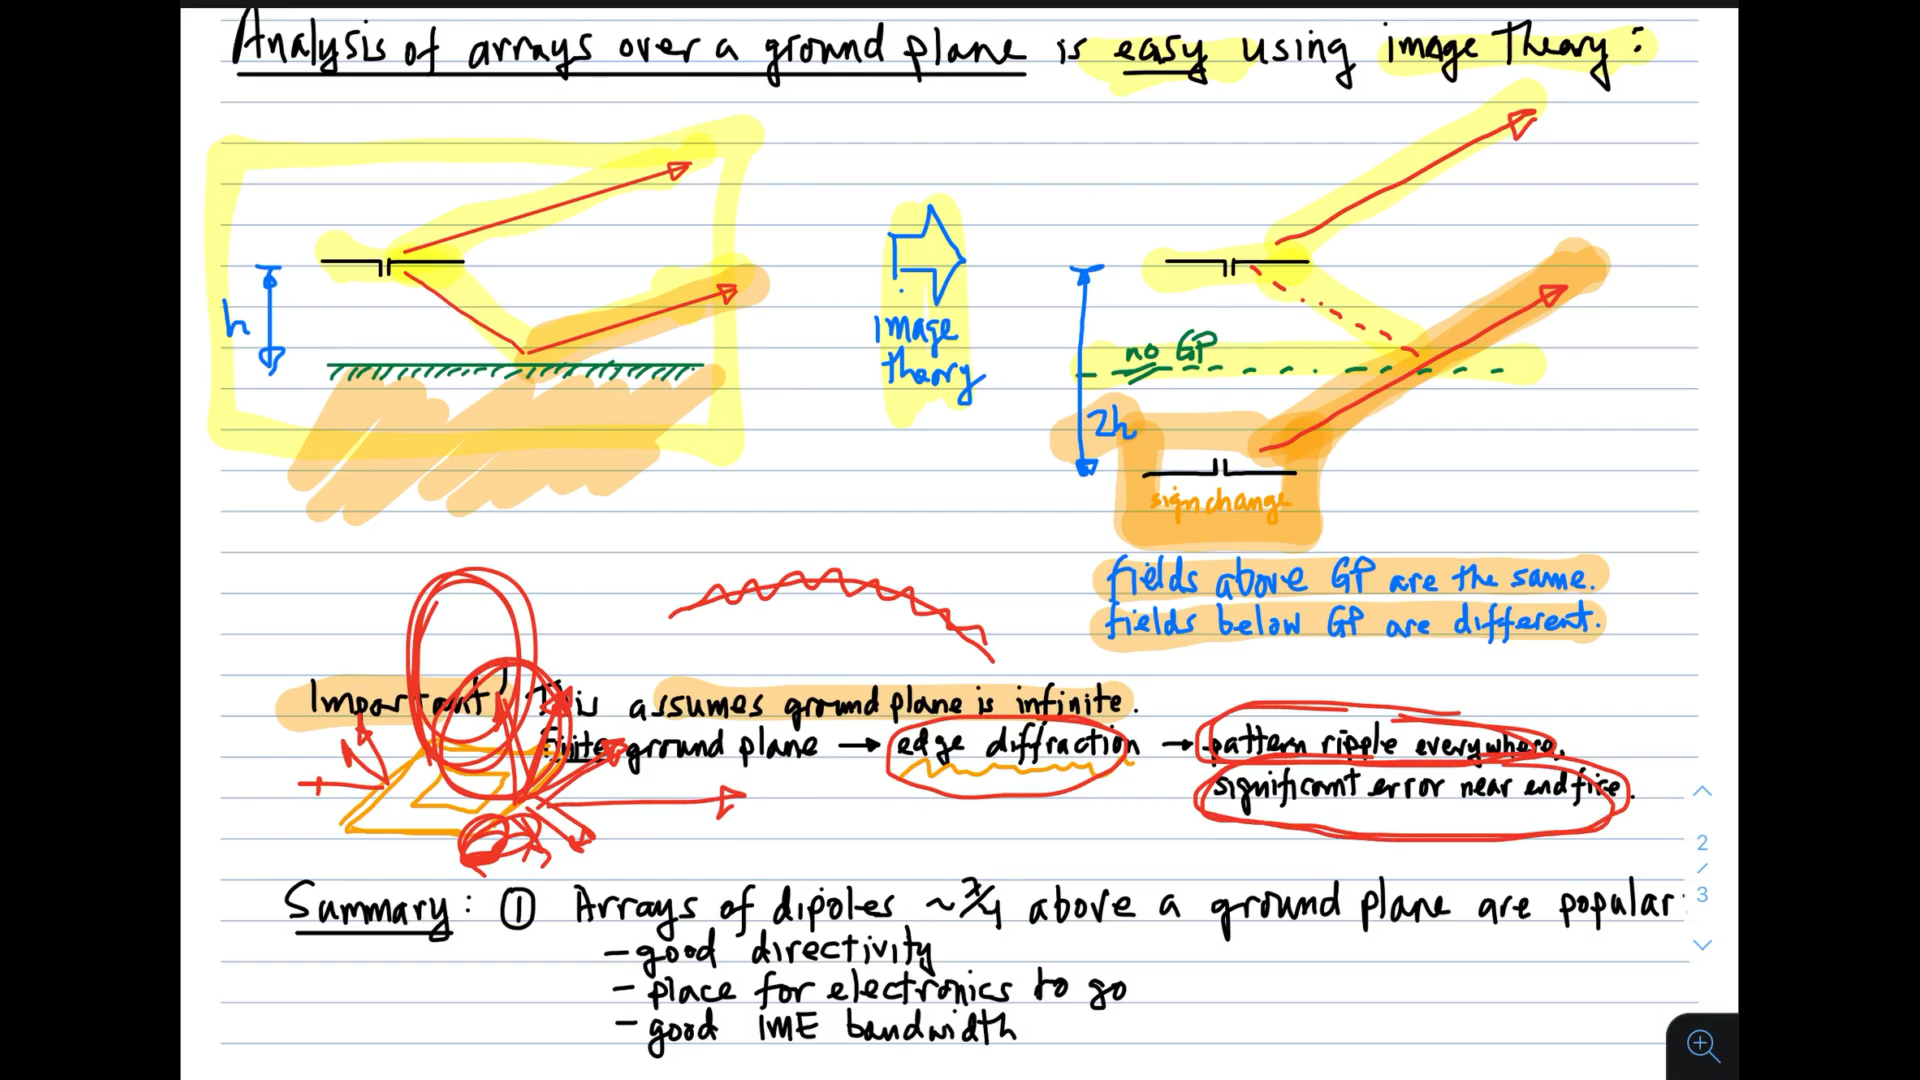 Analysis of arrays over a ground plane is easy using image theory:
h
image
theory
no GP
2h
sign change
fields above GP are the same.
fields below GP are different.
Important! This assumes ground plane is infinite.
finite ground plane → edge diffraction → pattern ripple everywhere,
significant error near endfire.
Summary: ① Arrays of dipoles ~λ/4 above a ground plane are popular:
- good directivity
- place for electronics to go
- good IME bandwidth
2
/
3